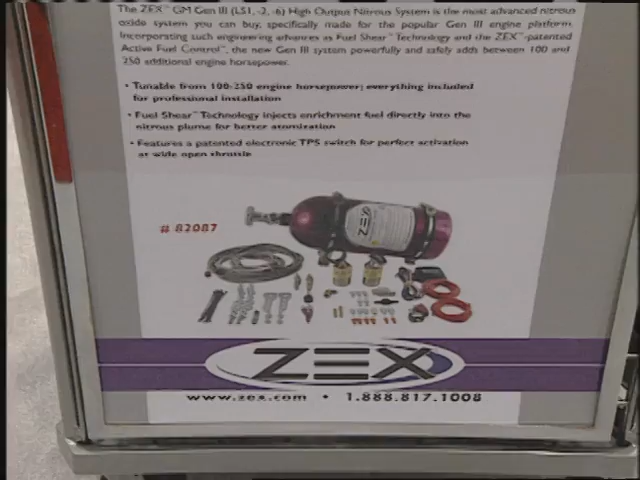 The ZEX™ GM Gen III (LS1, -2, -6) High Output Nitrous System is the most advanced nitrous
oxide system you can buy, specifically made for the popular Gen III engine platform.
Incorporating such engineering advances as Fuel Shear™ Technology and the ZEX™-patented
Active Fuel Control™, the new Gen III system powerfully and safely adds between 100 and
250 additional engine horsepower.
• Tunable from 100-250 engine horsepower; everything included
for professional installation
• Fuel Shear™ Technology injects enrichment fuel directly into the
nitrous plume for better atomization
• Features a patented electronic TPS switch for perfect activation
at wide open throttle
# 82087
ZEX
ZEX
www.zex.com • 1.888.817.1008